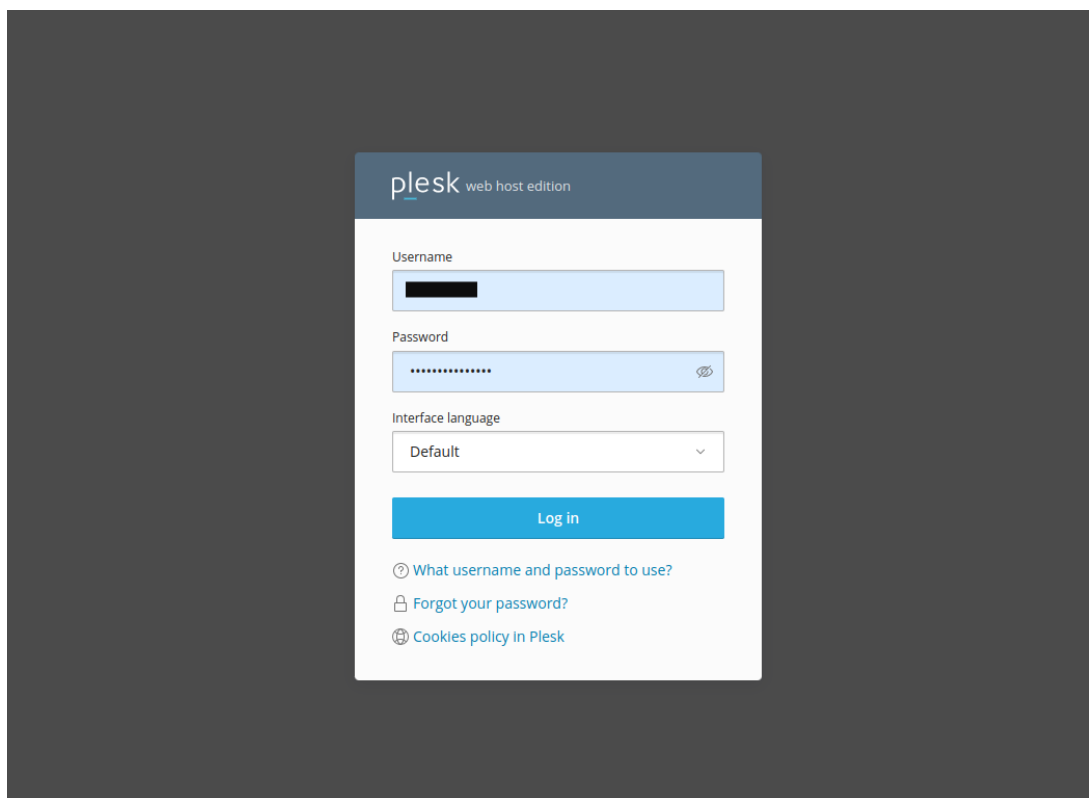 plesk web host edition
Username
Password
•••••••••••••••
Interface language
Default
Log in
What username and password to use?
Forgot your password?
Cookies policy in Plesk